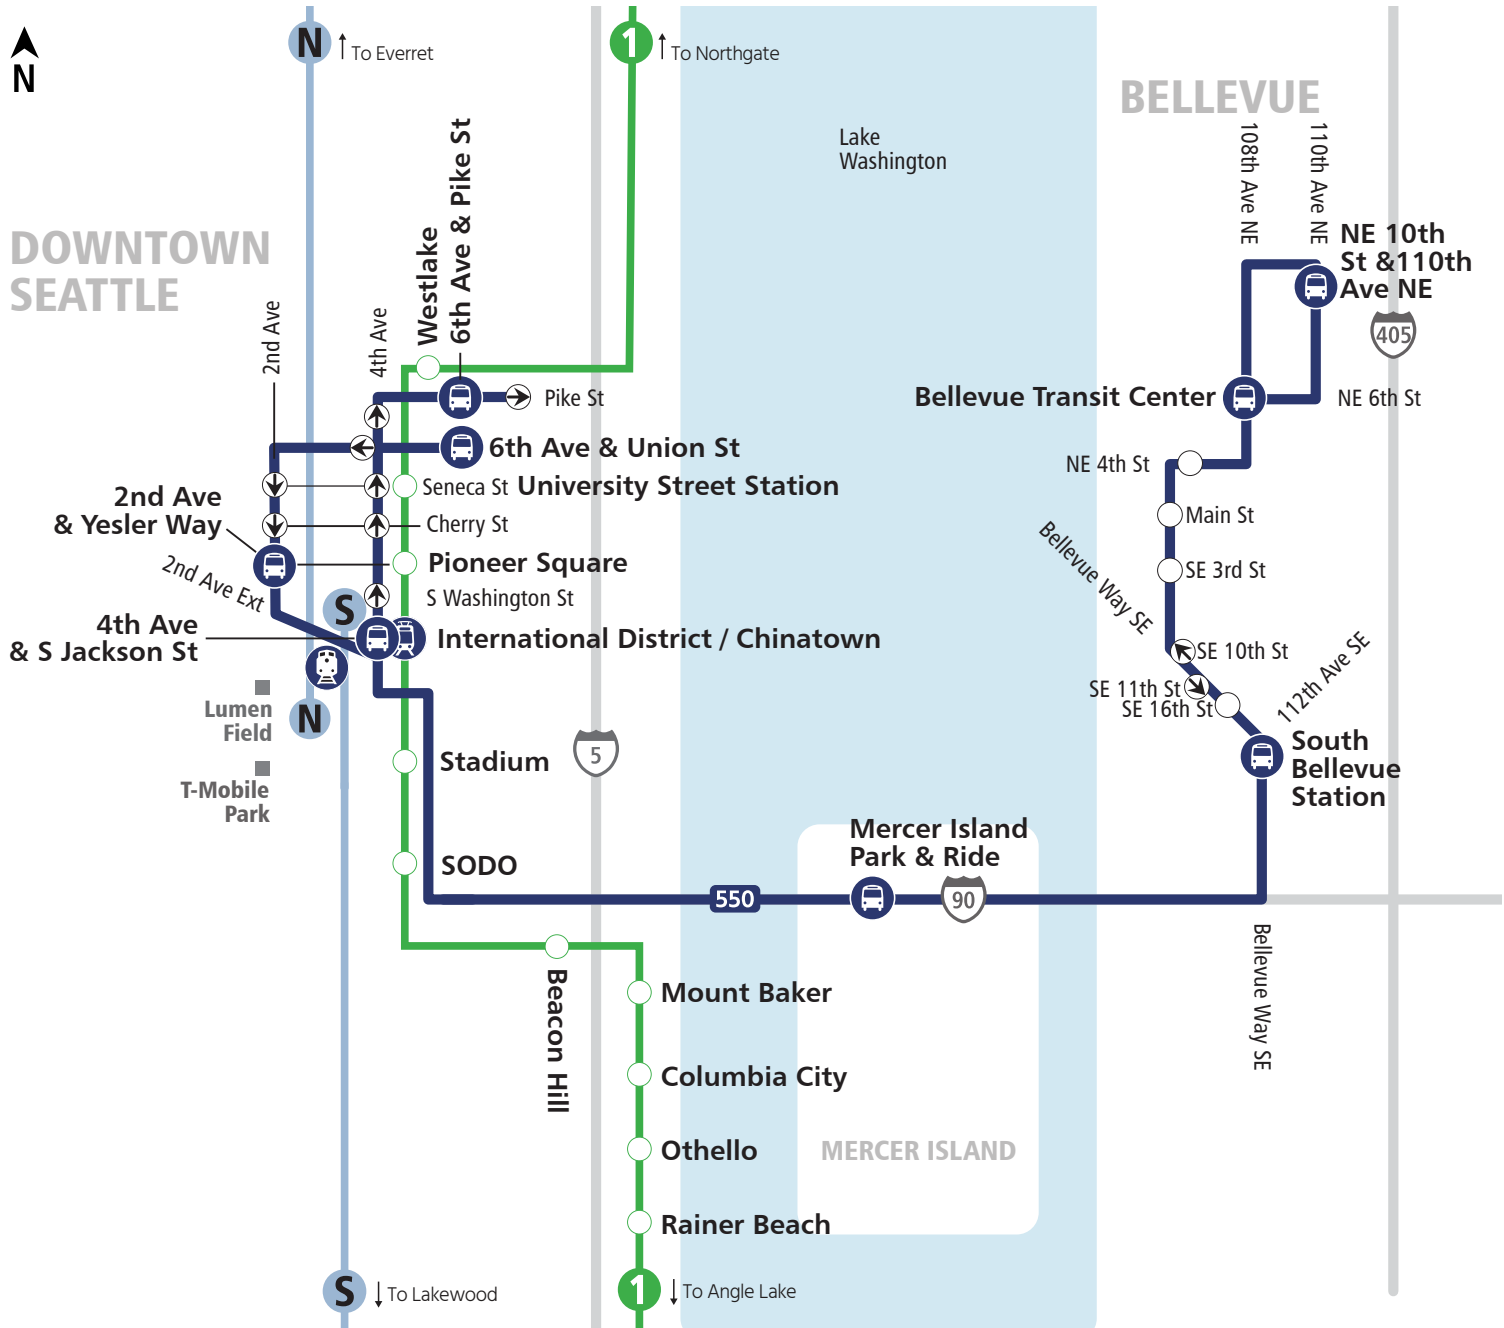 N
N
↑ To Everret
1
↑ To Northgate
BELLEVUE
Lake
Washington
108th Ave NE
110th Ave NE
NE 10th
St &110th
Ave NE
405
DOWNTOWN
SEATTLE
2nd Ave
4th Ave
Westlake
6th Ave & Pike St
Pike St
Bellevue Transit Center
NE 6th St
6th Ave & Union St
NE 4th St
Seneca St
University Street Station
2nd Ave
& Yesler Way
Cherry St
Main St
2nd Ave Ext
Pioneer Square
SE 3rd St
Bellevue Way SE
S
S Washington St
4th Ave
& S Jackson St
International District / Chinatown
SE 10th St
SE 11th St
SE 16th St
112th Ave SE
Lumen
Field
N
T-Mobile
Park
Stadium
5
South
Bellevue
Station
SODO
Mercer Island
Park & Ride
550
90
Bellevue Way SE
Beacon Hill
Mount Baker
Columbia City
Othello
MERCER ISLAND
Rainer Beach
S
↓ To Lakewood
1
↓ To Angle Lake